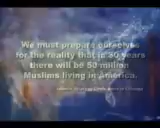 We must prepare ourselves
for the reality that in 30 years
there will be 50 million
Muslims living in America.